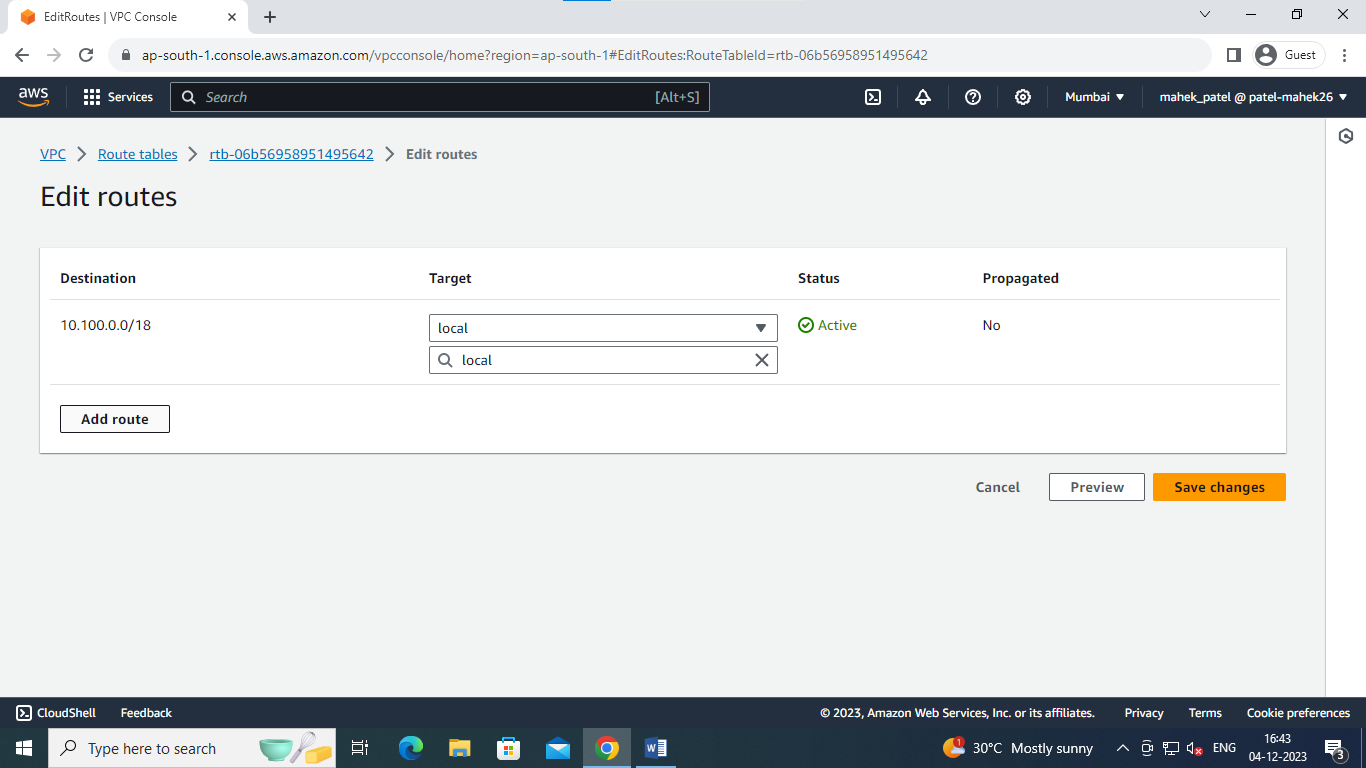 EditRoutes | VPC Console
ap-south-1.console.aws.amazon.com/vpcconsole/home?region=ap-south-1#EditRoutes:RouteTableId=rtb-06b56958951495642
Guest
aws
Services
Search
[Alt+S]
Mumbai
mahek_patel @ patel-mahek26
VPC
Route tables
rtb-06b56958951495642
Edit routes
Edit routes
Destination
Target
Status
Propagated
10.100.0.0/18
local
Active
No
local
Add route
Cancel
Preview
Save changes
CloudShell
Feedback
© 2023, Amazon Web Services, Inc. or its affiliates.
Privacy
Terms
Cookie preferences
Type here to search
1
30°C Mostly sunny
ENG
16:43
04-12-2023
3